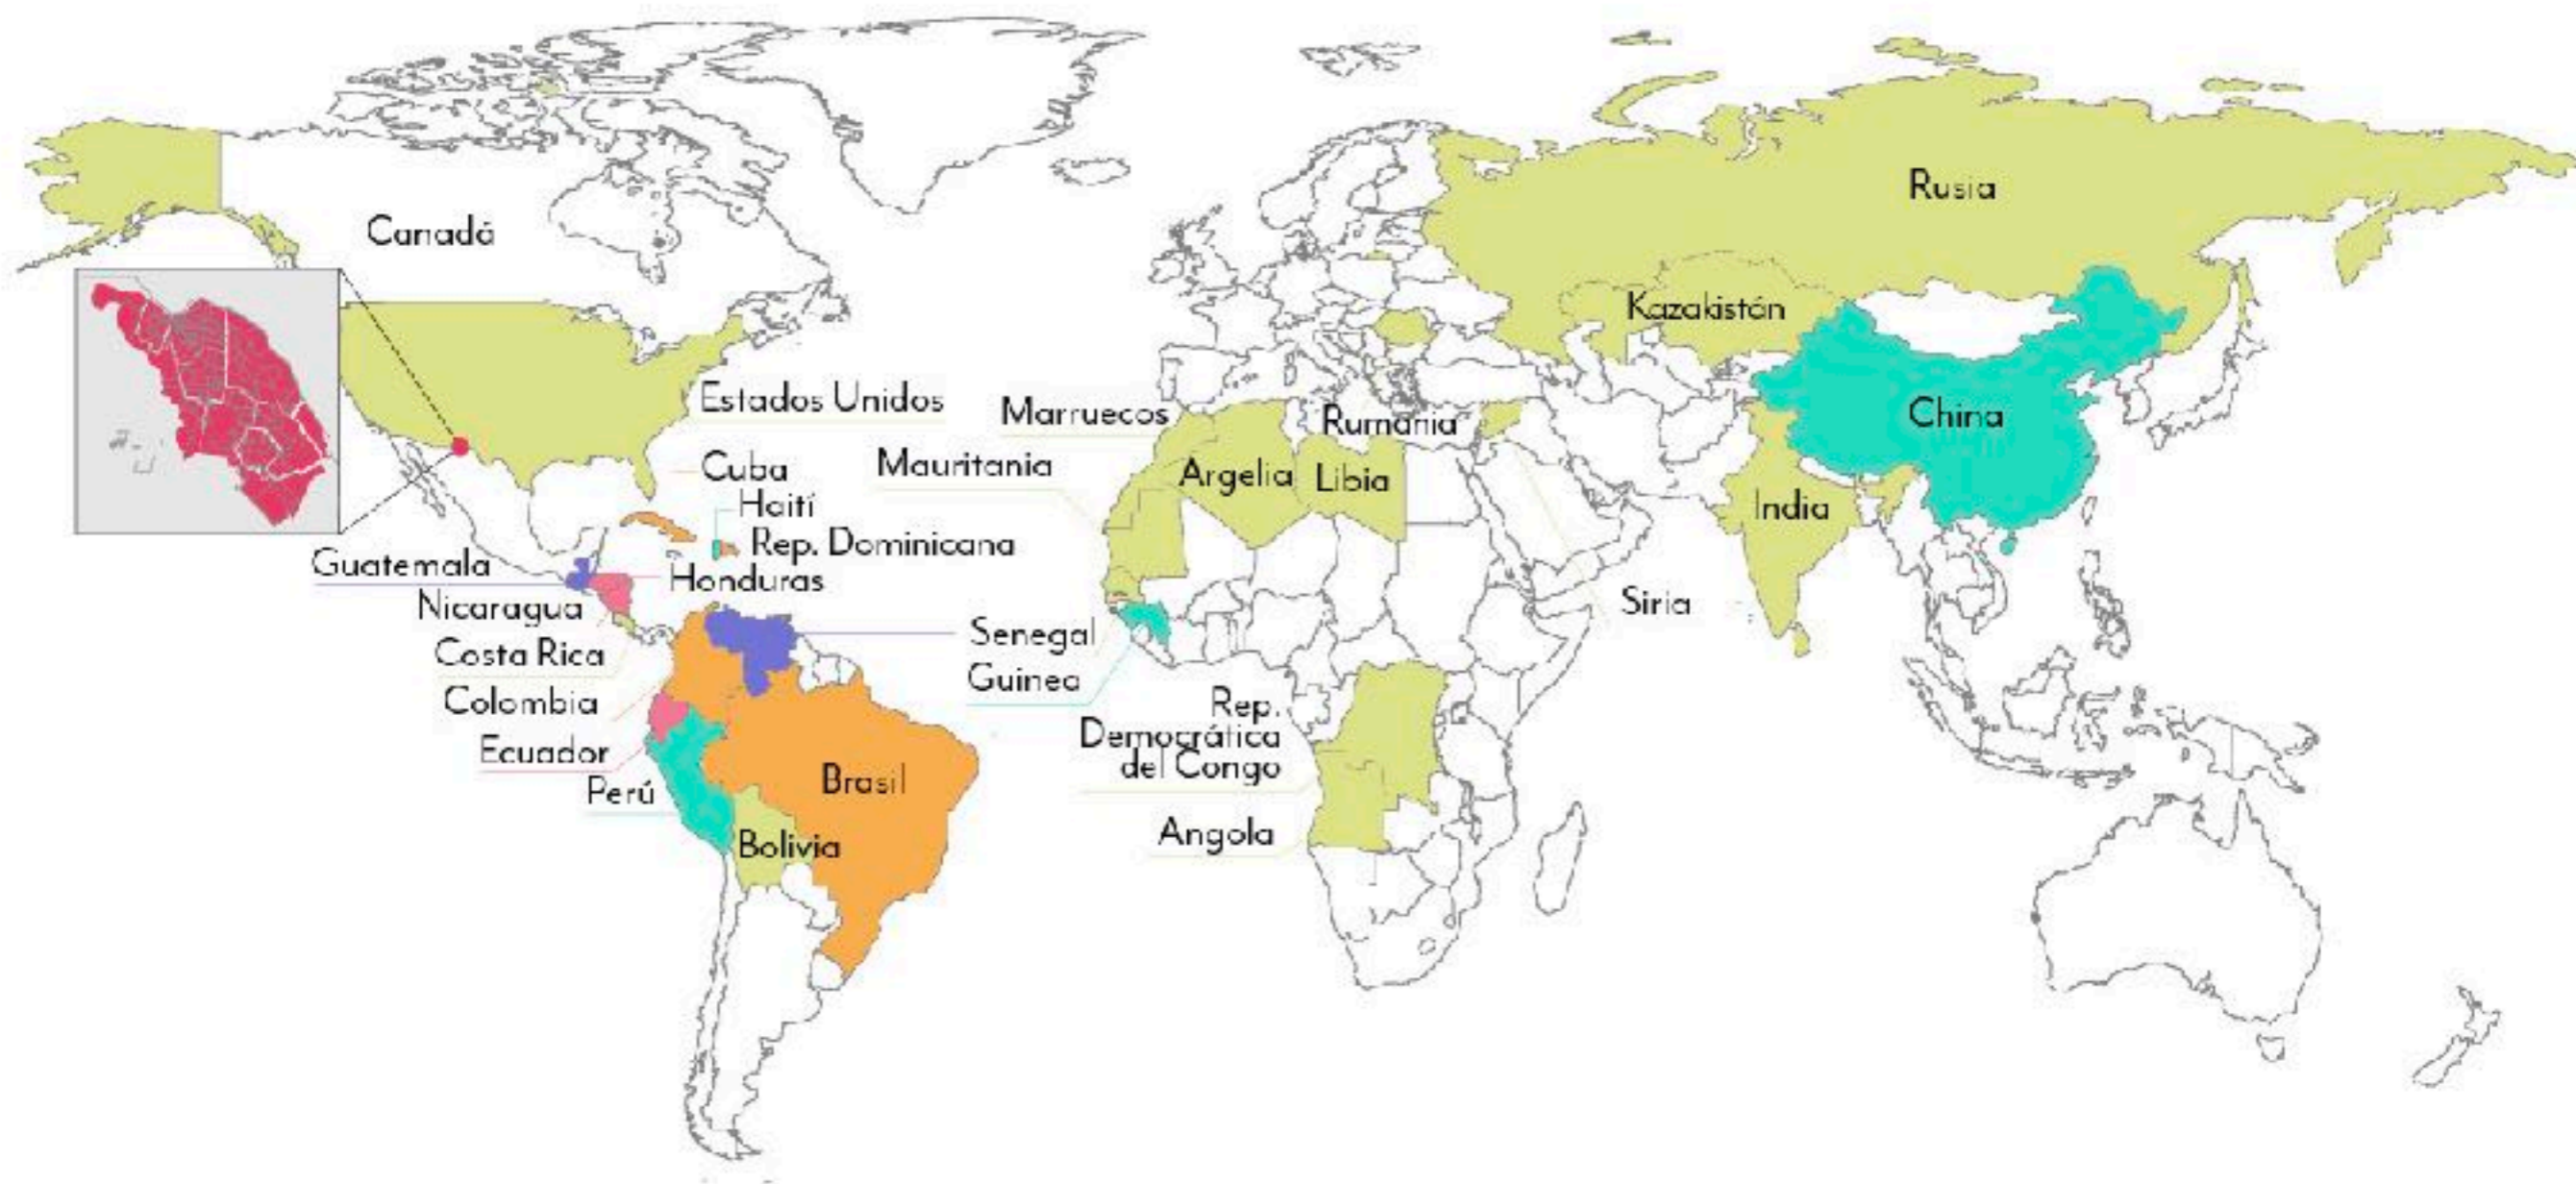 Rusia
Canadá
Kazakistán
Estados Unidos
Marruecos
Rumania
China
Cuba
Mauritania
Argelia
Libia
India
Haití
Rep. Dominicana
Guatemala
Honduras
Nicaragua
Siria
Senegal
Costa Rica
Guinea
Colombia
Rep.
Democrática
del Congo
Ecuador
Brasil
Perú
Angola
Bolivia